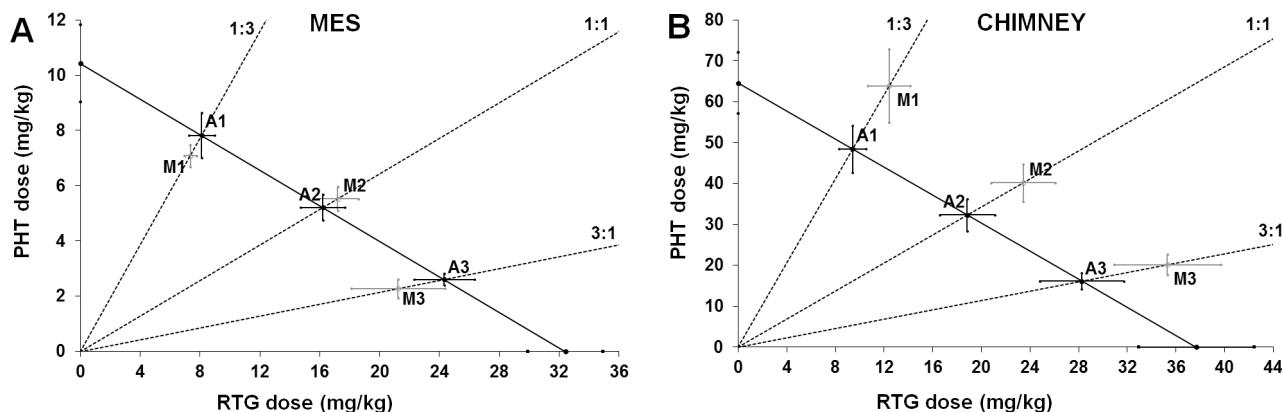 A
MES
1:3
1:1
3:1
PHT dose (mg/kg)
12
10
8
6
4
2
0
A1
M1
A2
M2
A3
M3
0 4 8 12 16 20 24 28 32 36
RTG dose (mg/kg)
B
CHIMNEY
1:3
1:1
3:1
PHT dose (mg/kg)
80
70
60
50
40
30
20
10
0
M1
A1
M2
A2
A3
M3
0 4 8 12 16 20 24 28 32 36 40 44
RTG dose (mg/kg)